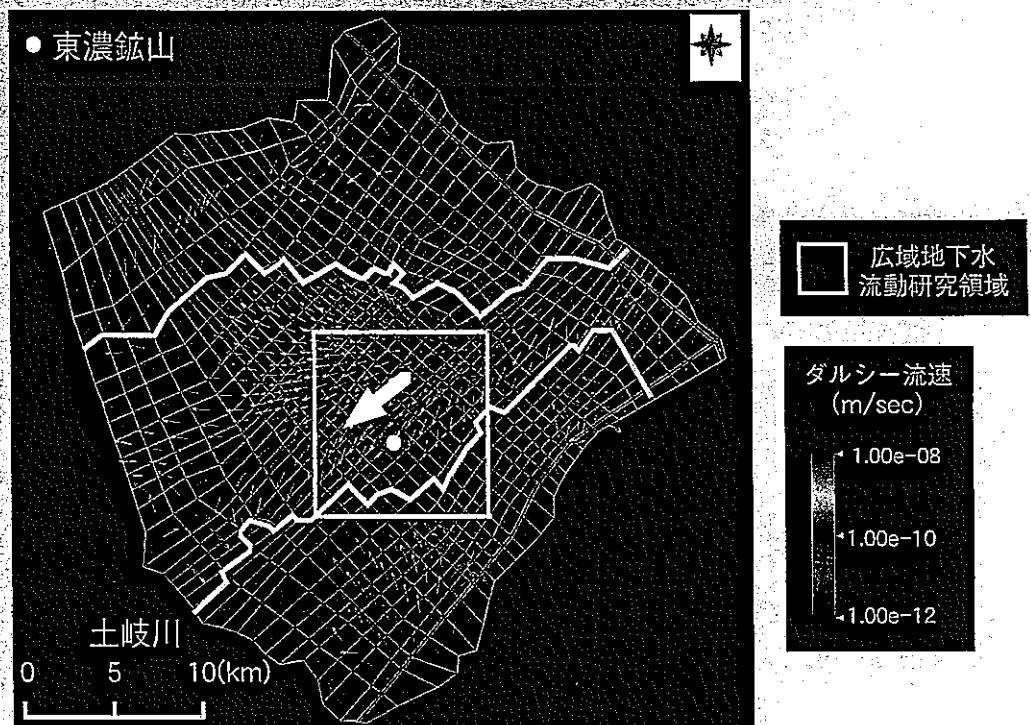 東濃鉱山
広域地下水
流動研究領域
ダルシー流速
(m/sec)
1.00e-08
1.00e-10
1.00e-12
土岐川
0 5 10(km)